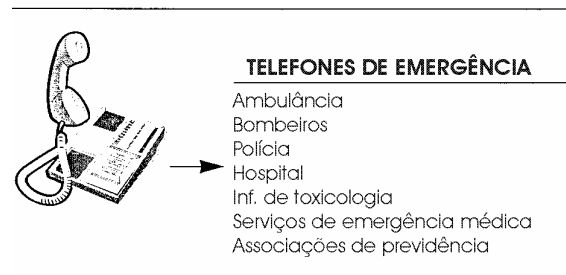 TELEFONES DE EMERGÊNCIA
Ambulância
Bombeiros
Polícia
Hospital
Inf. de toxicologia
Serviços de emergência médica
Associações de previdência